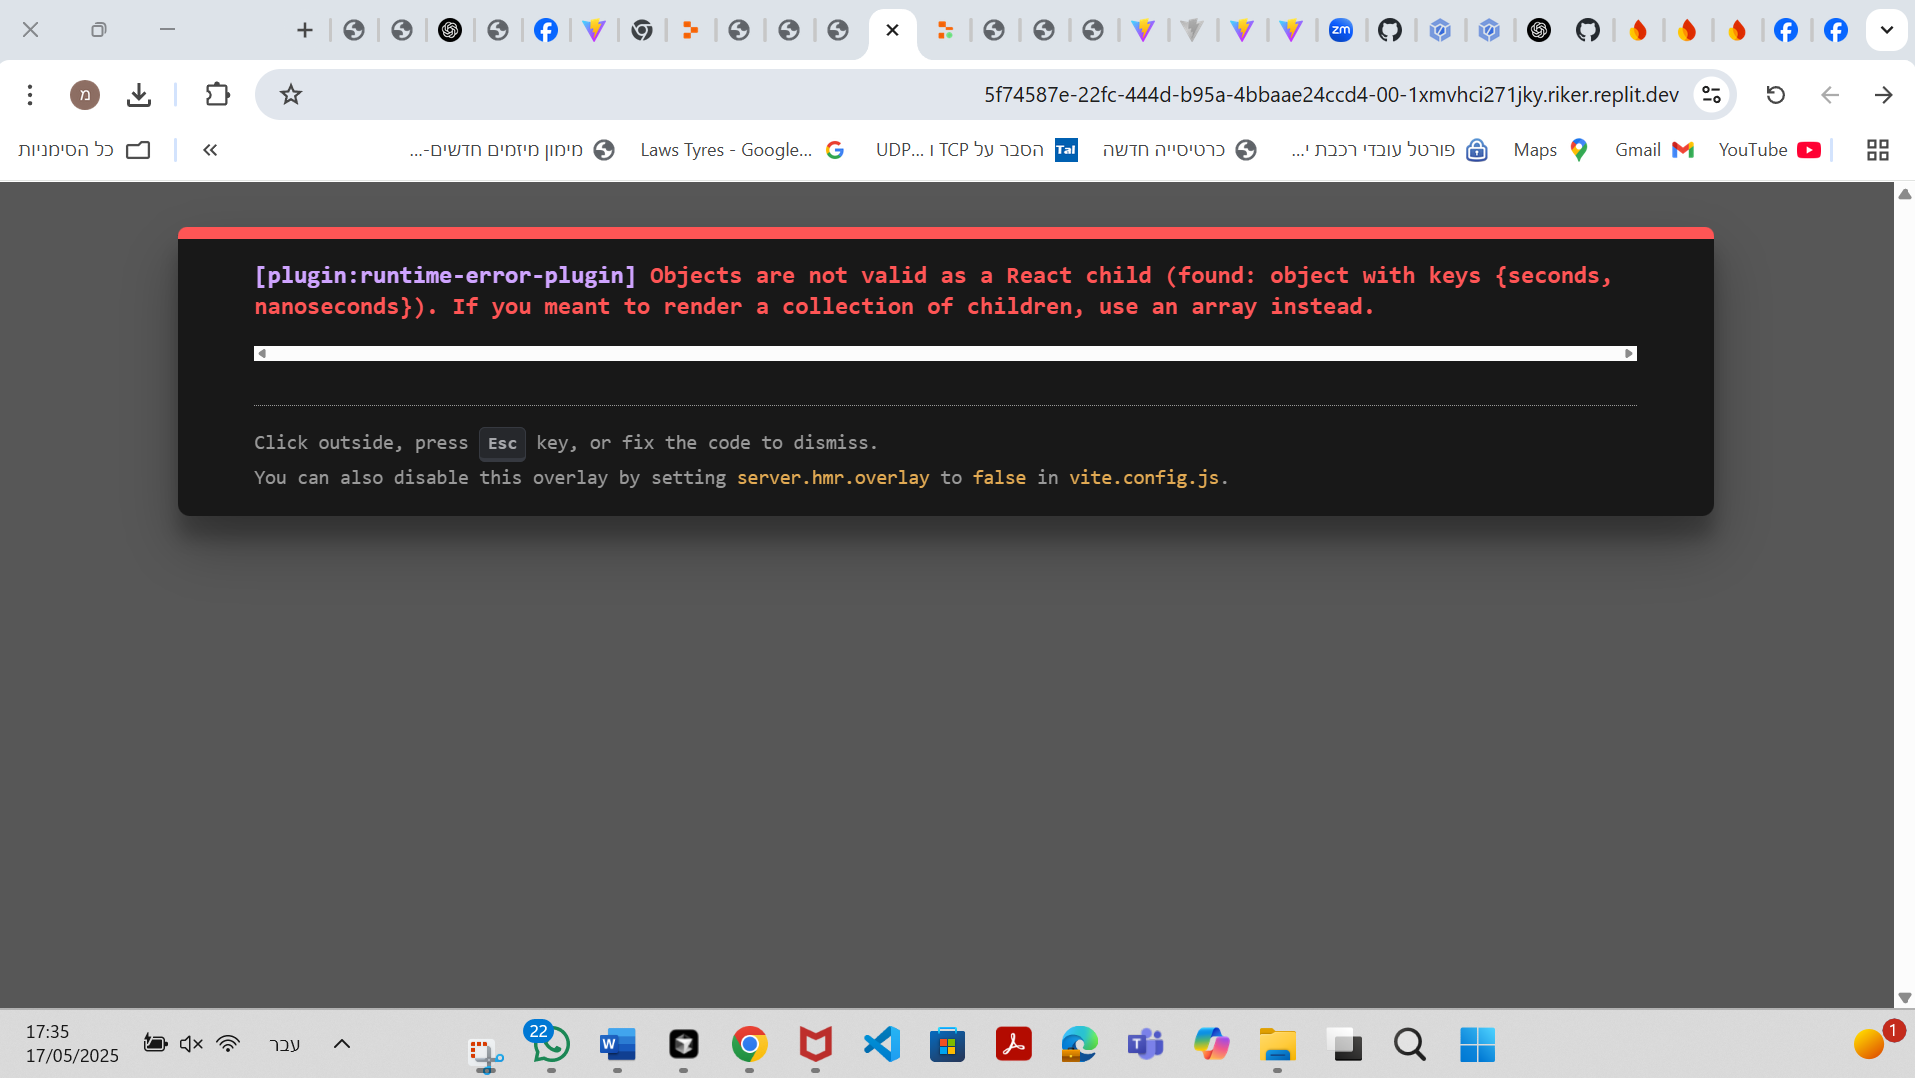 zm
מ
5f74587e-22fc-444d-b95a-4bbaae24ccd4-00-1xmvhci271jky.riker.replit.dev
YouTube
Gmail
Maps
פורטל עובדי רכבת י...
כרטיסייה חדשה
Tal
הסבר על TCP ו UDP...
Laws Tyres - Google...
מימון מיזמים חדשים-...
כל הסימניות
[plugin:runtime-error-plugin] Objects are not valid as a React child (found: object with keys {seconds,
nanoseconds}). If you meant to render a collection of children, use an array instead.
Click outside, press Esc key, or fix the code to dismiss.
You can also disable this overlay by setting server.hmr.overlay to false in vite.config.js.
17:35
17/05/2025
עבר
22
W
T
1